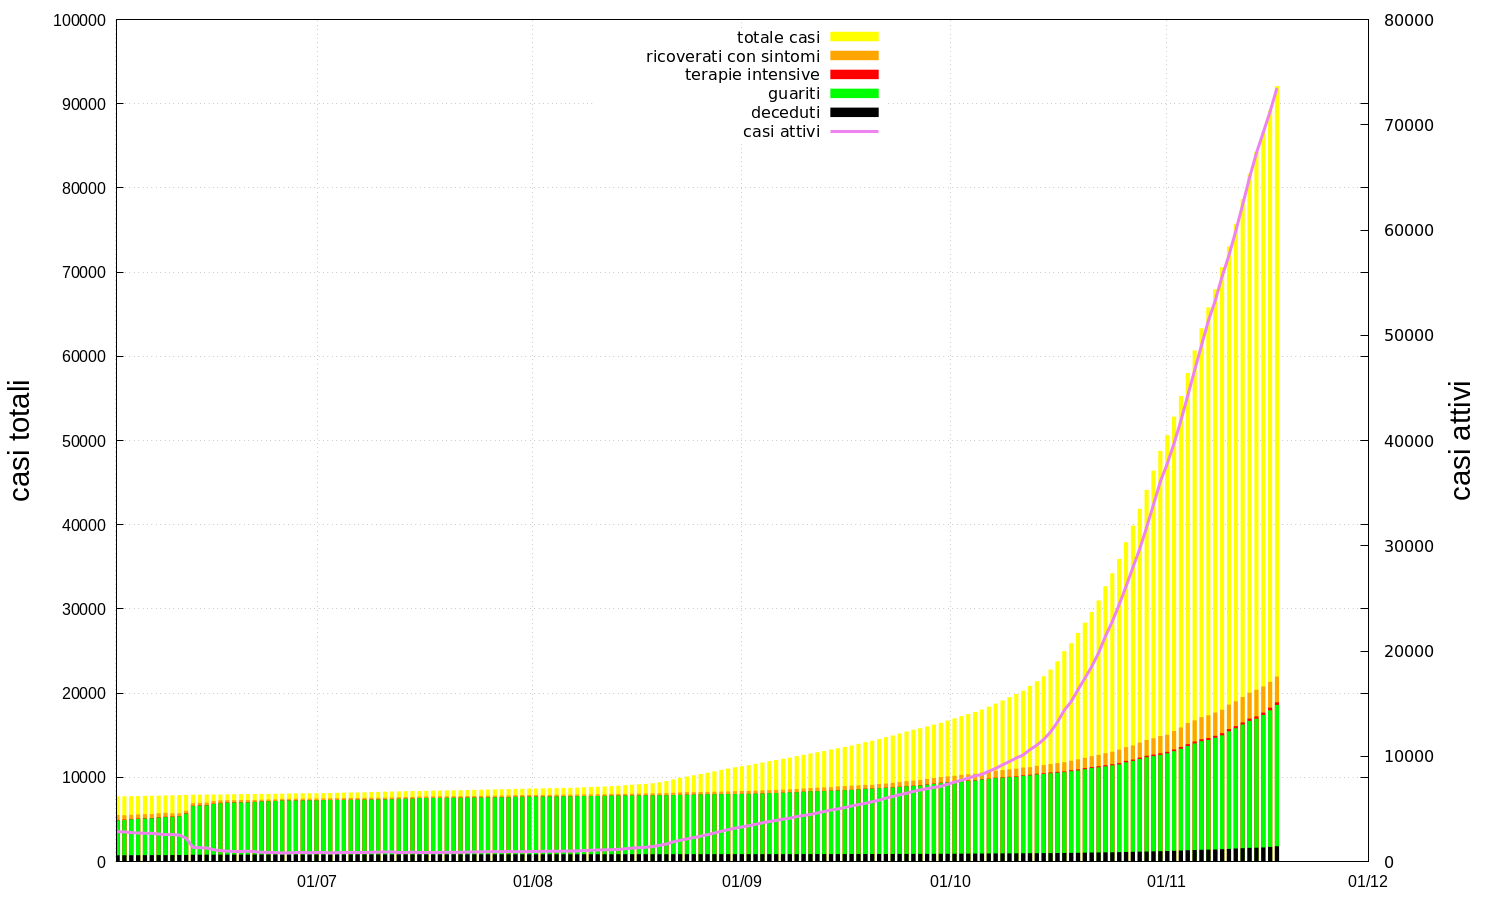 100000
90000
80000
70000
60000
50000
40000
30000
20000
10000
0
casi totali
totale casi
ricoverati con sintomi
terapie intensive
guariti
deceduti
casi attivi
80000
70000
60000
50000
40000
30000
20000
10000
0
casi attivi
01/07 01/08 01/09 01/10 01/11 01/12